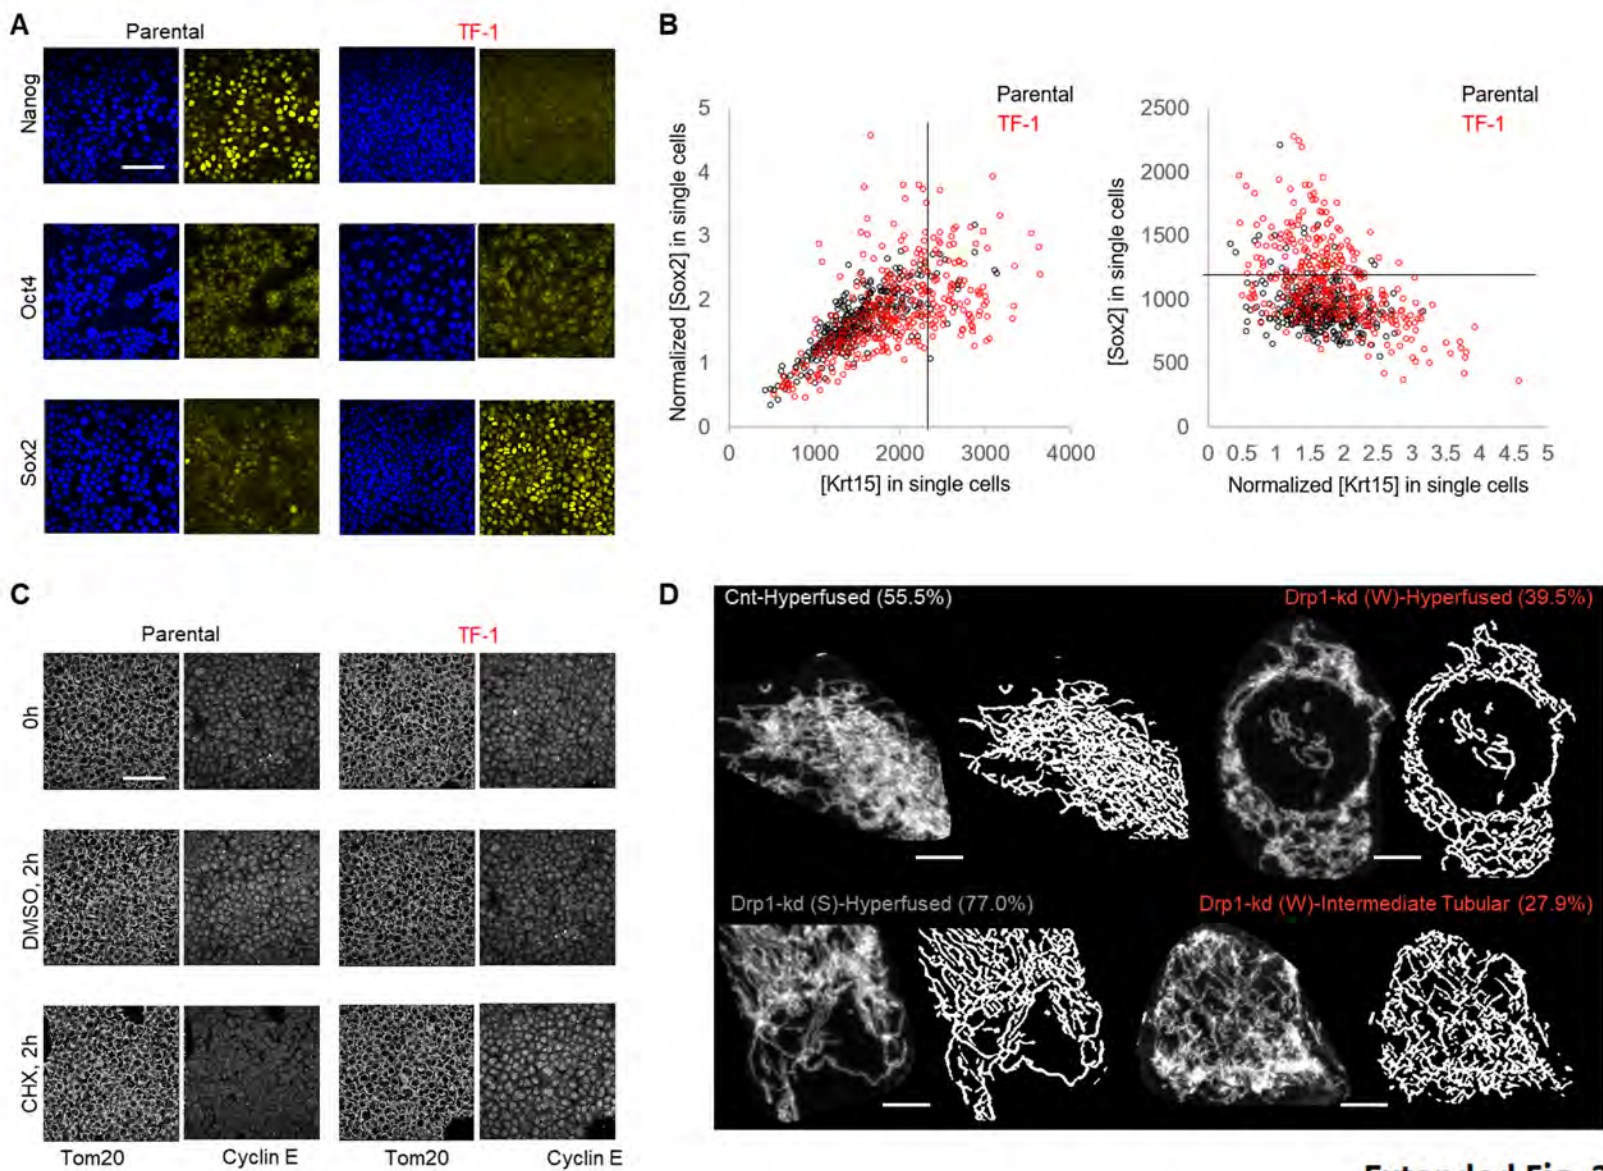 A
Parental
TF-1
Nanog
Oct4
Sox2
B
Parental
TF-1
5
4
3
2
1
0
0
1000
2000
3000
4000
Normalized [Sox2] in single cells
[Krt15] in single cells
Parental
TF-1
2500
2000
1500
1000
500
0
0
0.5
1
1.5
2
2.5
3
3.5
4
4.5
5
[Sox2] in single cells
Normalized [Krt15] in single cells
C
Parental
TF-1
0h
DMSO, 2h
CHX, 2h
Tom20
Cyclin E
Tom20
Cyclin E
D
Cnt-Hyperfused (55.5%)
Drp1-kd (W)-Hyperfused (39.5%)
Drp1-kd (S)-Hyperfused (77.0%)
Drp1-kd (W)-Intermediate Tubular (27.9%)